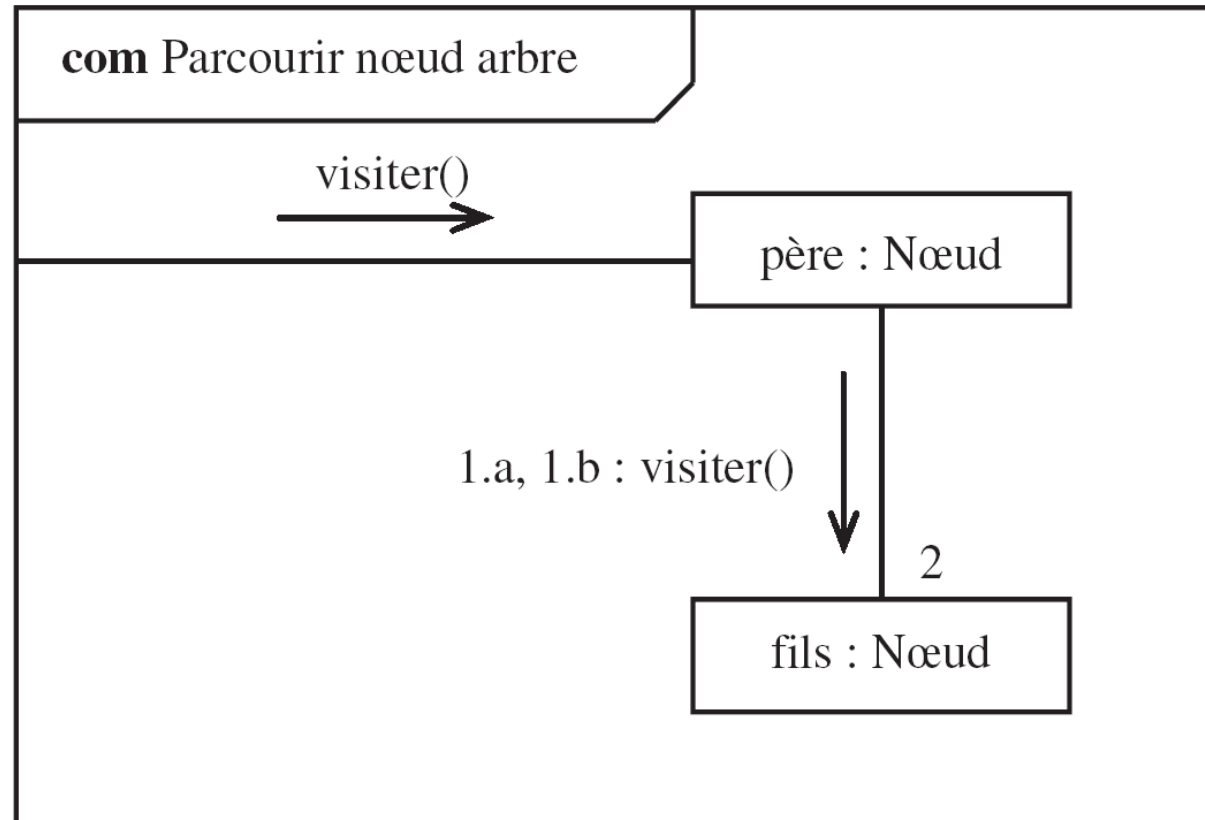 com Parcourir nœud arbre
visiter()
père : Nœud
1.a, 1.b : visiter()
2
fils : Nœud